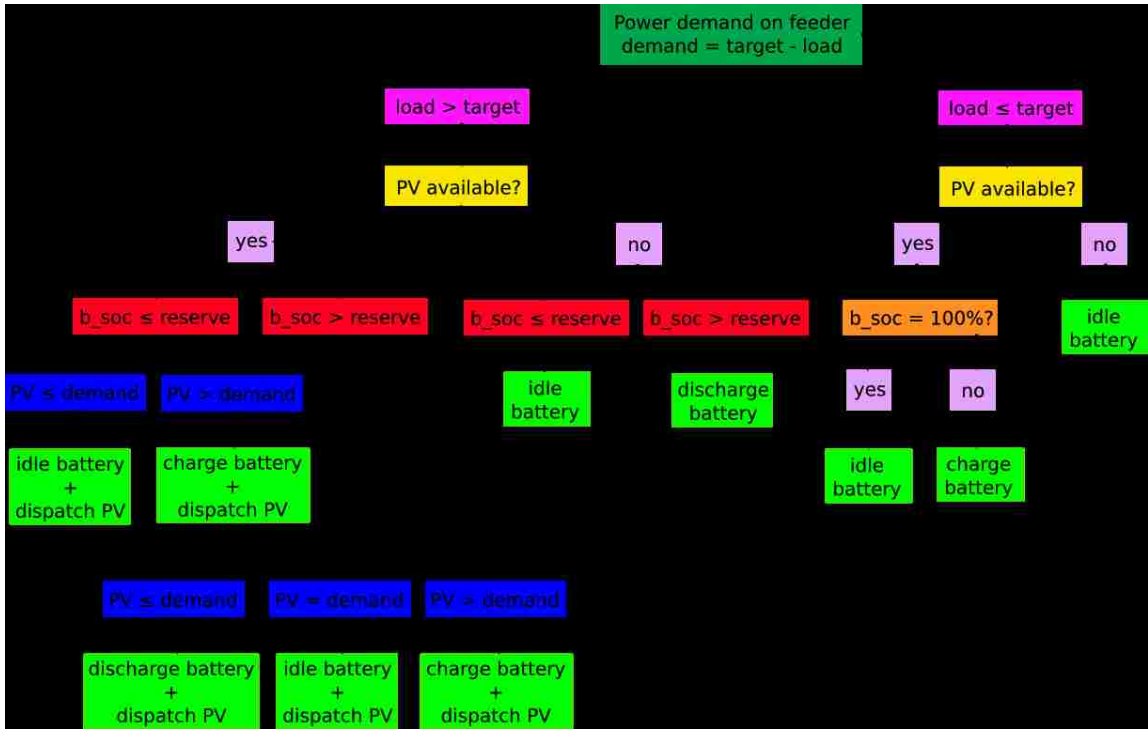 Power demand on feeder
demand = target - load
load > target
load ≤ target
PV available?
PV available?
yes
no
yes
no
b_soc ≤ reserve
b_soc > reserve
b_soc ≤ reserve
b_soc > reserve
b_soc = 100%?
idle
battery
PV ≤ demand
PV > demand
idle
battery
discharge
battery
yes
no
idle battery
+
dispatch PV
charge battery
+
dispatch PV
idle
battery
charge
battery
PV ≤ demand
PV = demand
PV > demand
discharge battery
+
dispatch PV
idle battery
+
dispatch PV
charge battery
+
dispatch PV